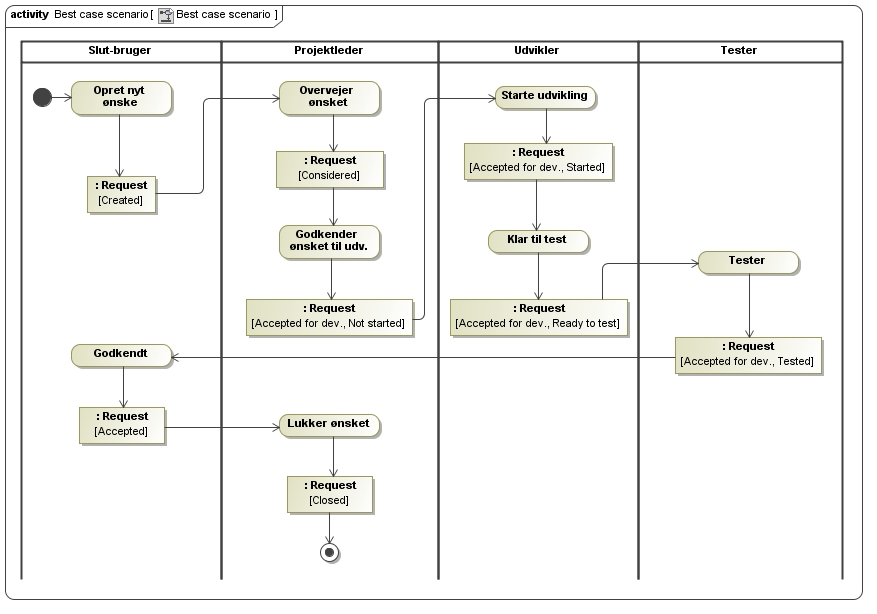 activity Best case scenario [ Best case scenario ]
Slut-bruger
Projektleder
Udvikler
Tester
Opret nyt
ønske
: Request
[Created]
Overvejer
ønsket
: Request
[Considered]
Godkender
ønsket til udv.
: Request
[Accepted for dev., Not started]
Starte udvikling
: Request
[Accepted for dev., Started]
Klar til test
: Request
[Accepted for dev., Ready to test]
Tester
: Request
[Accepted for dev., Tested]
Godkendt
: Request
[Accepted]
Lukker ønsket
: Request
[Closed]